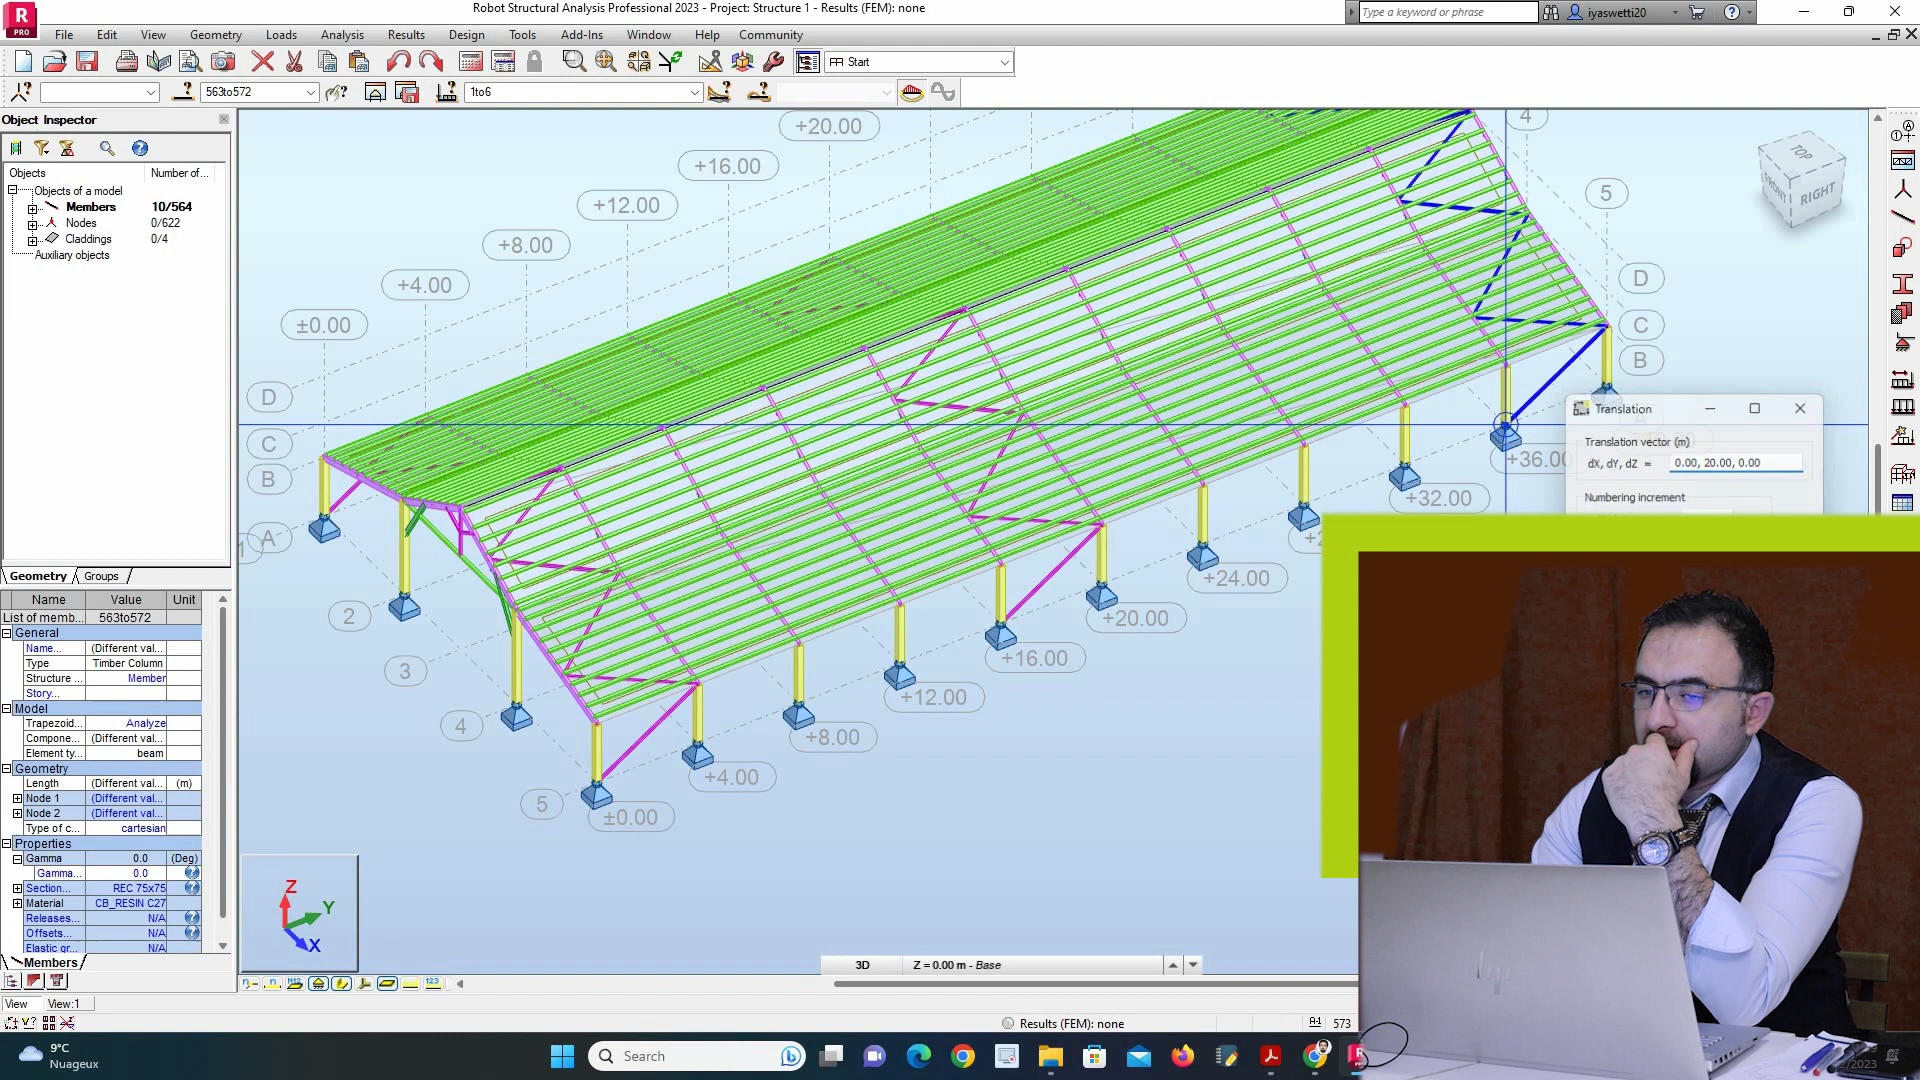 R
PRO
Robot Structural Analysis Professional 2023 - Project: Structure 1 - Results (FEM): none
Type a keyword or phrase
iyaswetti20
File Edit View Geometry Loads Analysis Results Design Tools Add-Ins Window Help Community
Start
563to572
1to6
Object Inspector
Objects Number of...
Objects of a model
Members 10/564
Nodes 0/622
Claddings 0/4
Auxiliary objects
Geometry Groups
Name Value Unit
List of memb... 563to572
General
Name... (Different val...
Type Timber Column
Structure ... Member
Story...
Model
Trapezoid... Analyze
Compone... (Different val...
Element ty... beam
Geometry
Length (Different val... (m)
Node 1 (Different val...
Node 2 (Different val...
Type of c... cartesian
Properties
Gamma 0.0 (Deg)
Gamma... 0.0
Section... REC 75x75
Material CB_RESIN C27
Releases... N/A
Offsets... N/A
Elastic gr... N/A
Members
View View:1
+20.00
+16.00
+12.00
+8.00
+4.00
±0.00
D
C
B
A
2
3
4
5
4
5
D
C
B
+36.00
+32.00
+24.00
+20.00
+16.00
+12.00
+8.00
+4.00
±0.00
TOP
FRONT
RIGHT
Translation
Translation vector (m)
dX, dY, dZ = 0.00, 20.00, 0.00
Numbering increment
Z
Y
X
3D Z = 0.00 m - Base
Results (FEM): none
573
9°C
Nuageux
Search
hp